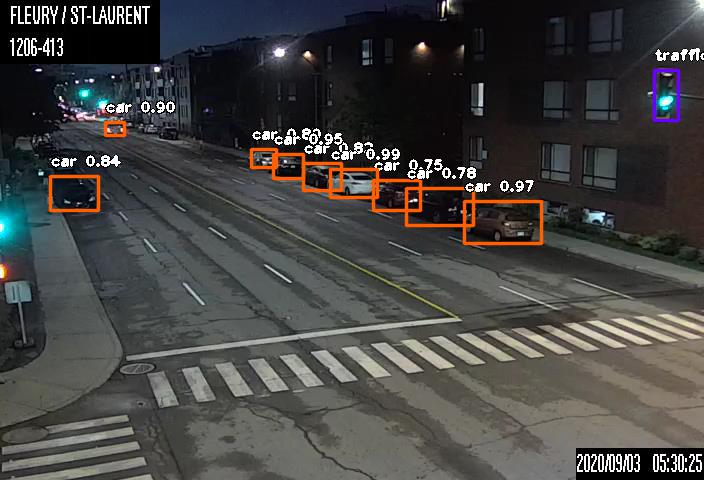 FLEURY / ST-LAURENT
1206-413
traffic
car 0.90
car 0.95
car 0.99
car 0.84
car 0.75
car 0.78
car 0.97
2020/09/03 05:30:25